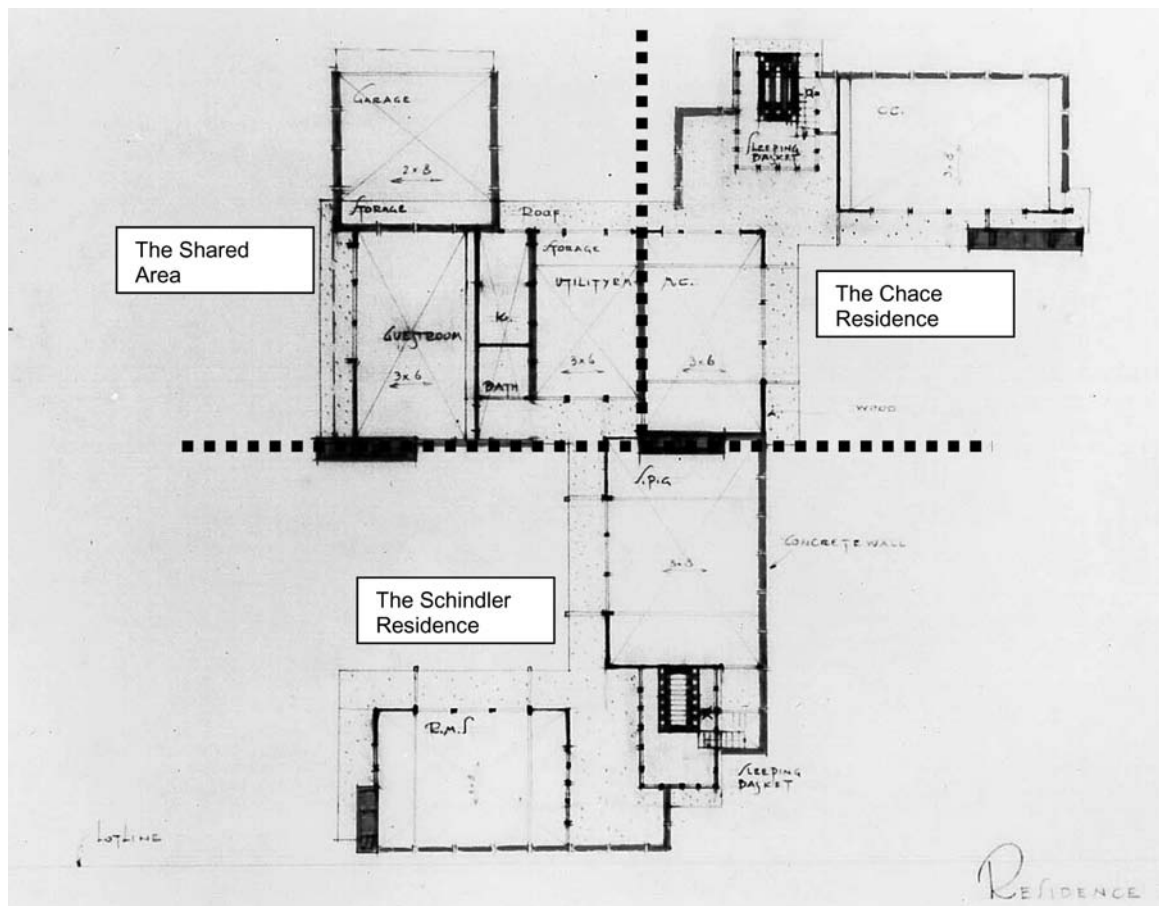 GARAGE
2 x 8
STORAGE
ROOF
SLEEPING
BASKET
C.C.
The Shared
Area
STORAGE
UTILITY RM.
M.C.
K.
GUESTROOM
3 x 6
BATH
3 x 6
3 x 6
The Chace
Residence
WOOD
S.P.G
CONCRETE WALL
The Schindler
Residence
R.M.S
SLEEPING
BASKET
LOTLINE
RESIDENCE